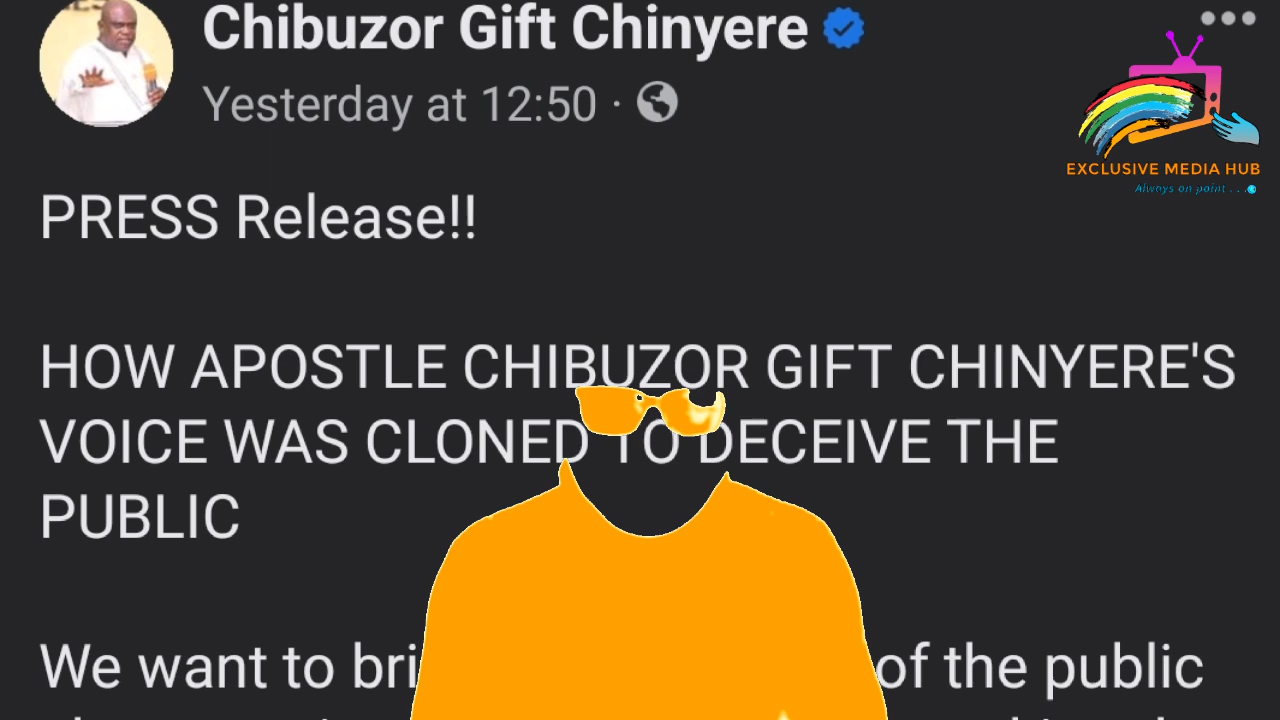 Chibuzor Gift Chinyere
Yesterday at 12:50 ·
EXCLUSIVE MEDIA HUB
Always on point . . .
PRESS Release!!
HOW APOSTLE CHIBUZOR GIFT CHINYERE'S
VOICE WAS CLONED TO DECEIVE THE
PUBLIC
We want to of the public